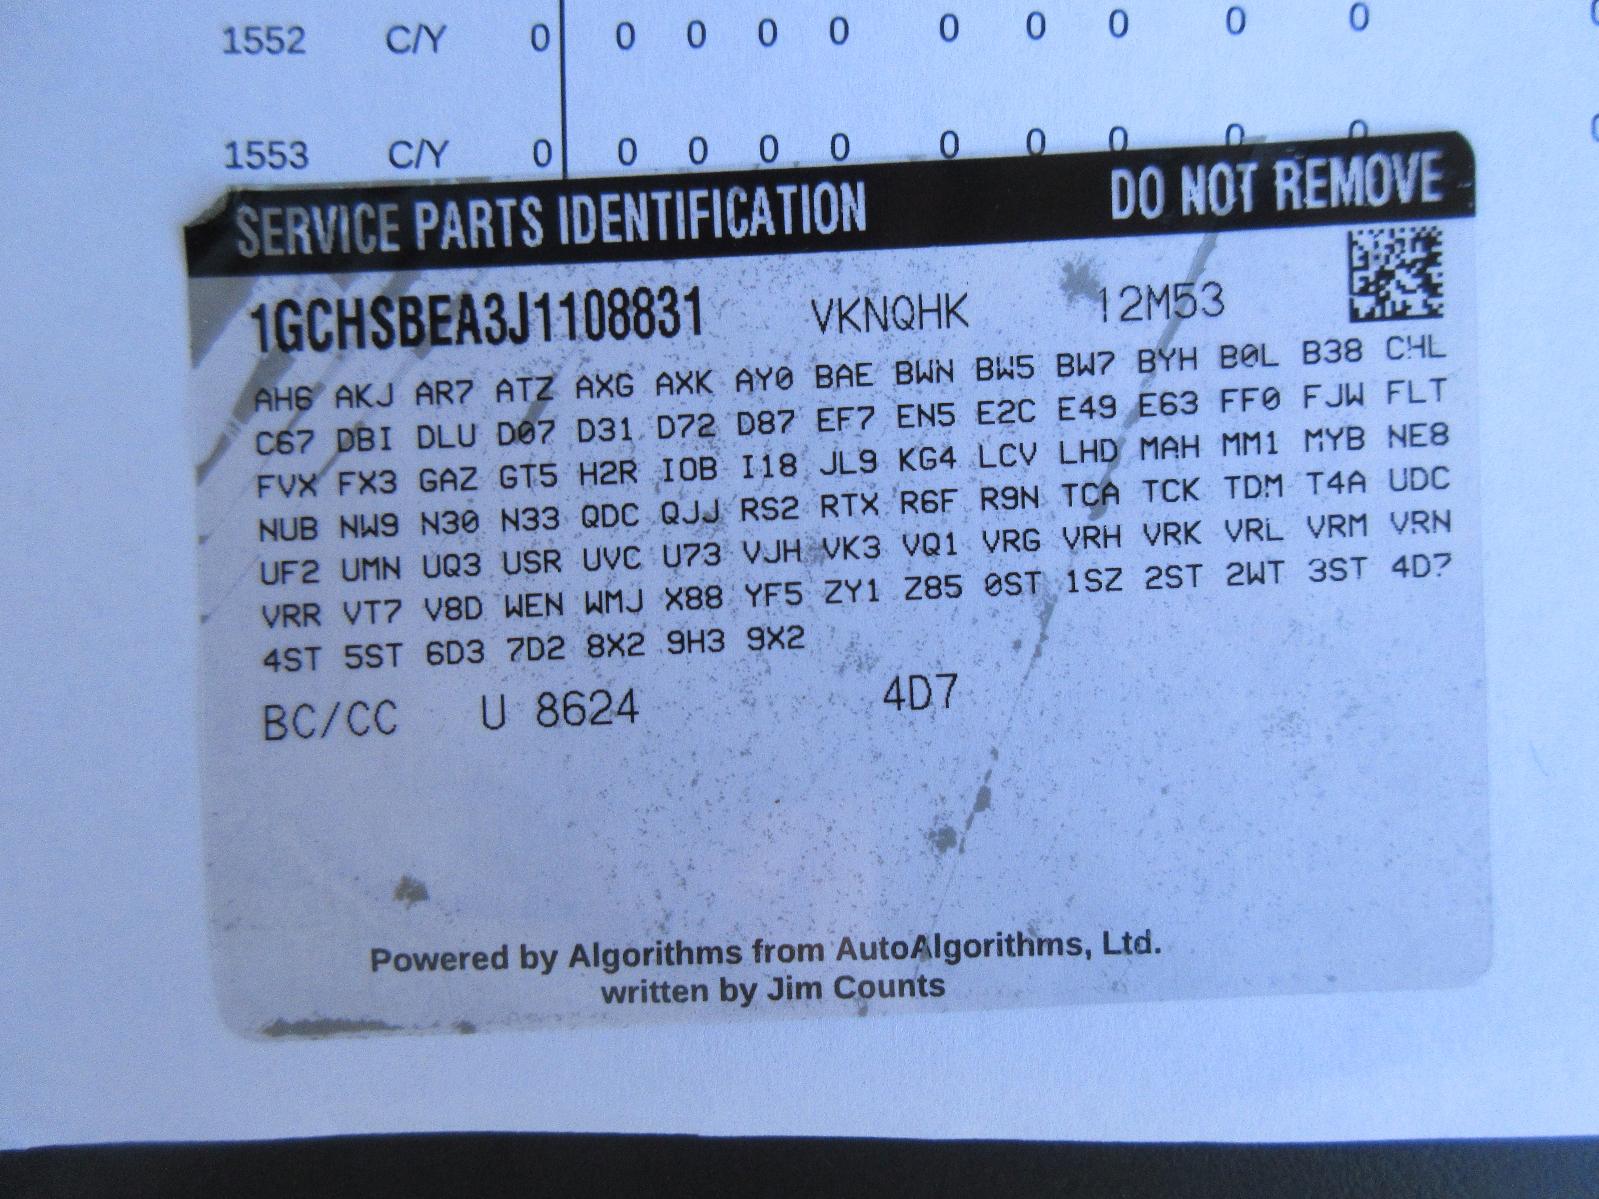 1552 C/Y 0 0 0 0 0 0 0 0 0 0
1553 C/Y 0 0 0 0 0 0 0 0 0 0
SERVICE PARTS IDENTIFICATION DO NOT REMOVE
1GCHSBEA3J1108831 VKNQHK 12M53
AH6 AKJ AR7 ATZ AXG AXK AY0 BAE BWN BW5 BW7 BYH B0L B38 CHL
C67 DBI DLU D07 D31 D72 D87 EF7 EN5 E2C E49 E63 FF0 FJW FLT
FVX FX3 GAZ GT5 H2R IOB I18 JL9 KG4 LCV LHD MAH MM1 MYB NE8
NUB NW9 N30 N33 QDC QJJ RS2 RTX R6F R9N TCA TCK TDM T4A UDC
UF2 UMN UQ3 USR UVC U73 VJH VK3 VQ1 VRG VRH VRK VRL VRM VRN
VRR VT7 V8D WEN WMJ X88 YF5 ZY1 Z85 0ST 1SZ 2ST 2WT 3ST 4D7
4ST 5ST 6D3 7D2 8X2 9H3 9X2
BC/CC U 8624 4D7
Powered by Algorithms from AutoAlgorithms, Ltd.
written by Jim Counts